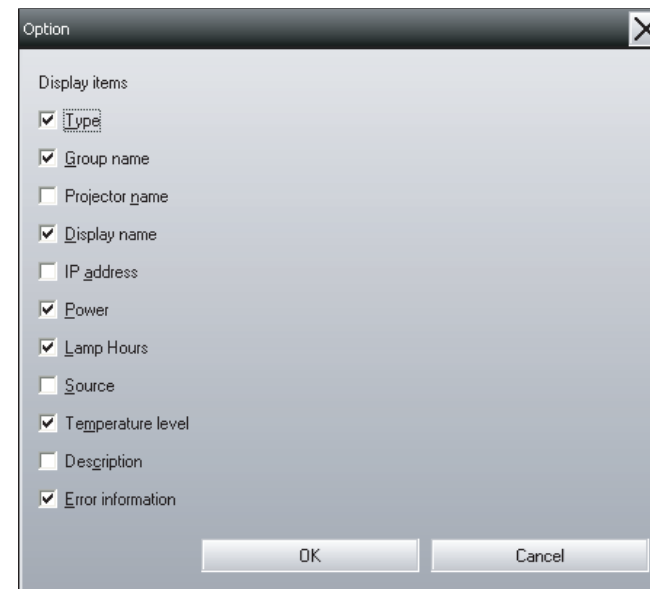 Option
Display items
Type
Group name
Projector name
Display name
IP address
Power
Lamp Hours
Source
Temperature level
Description
Error information
OK Cancel